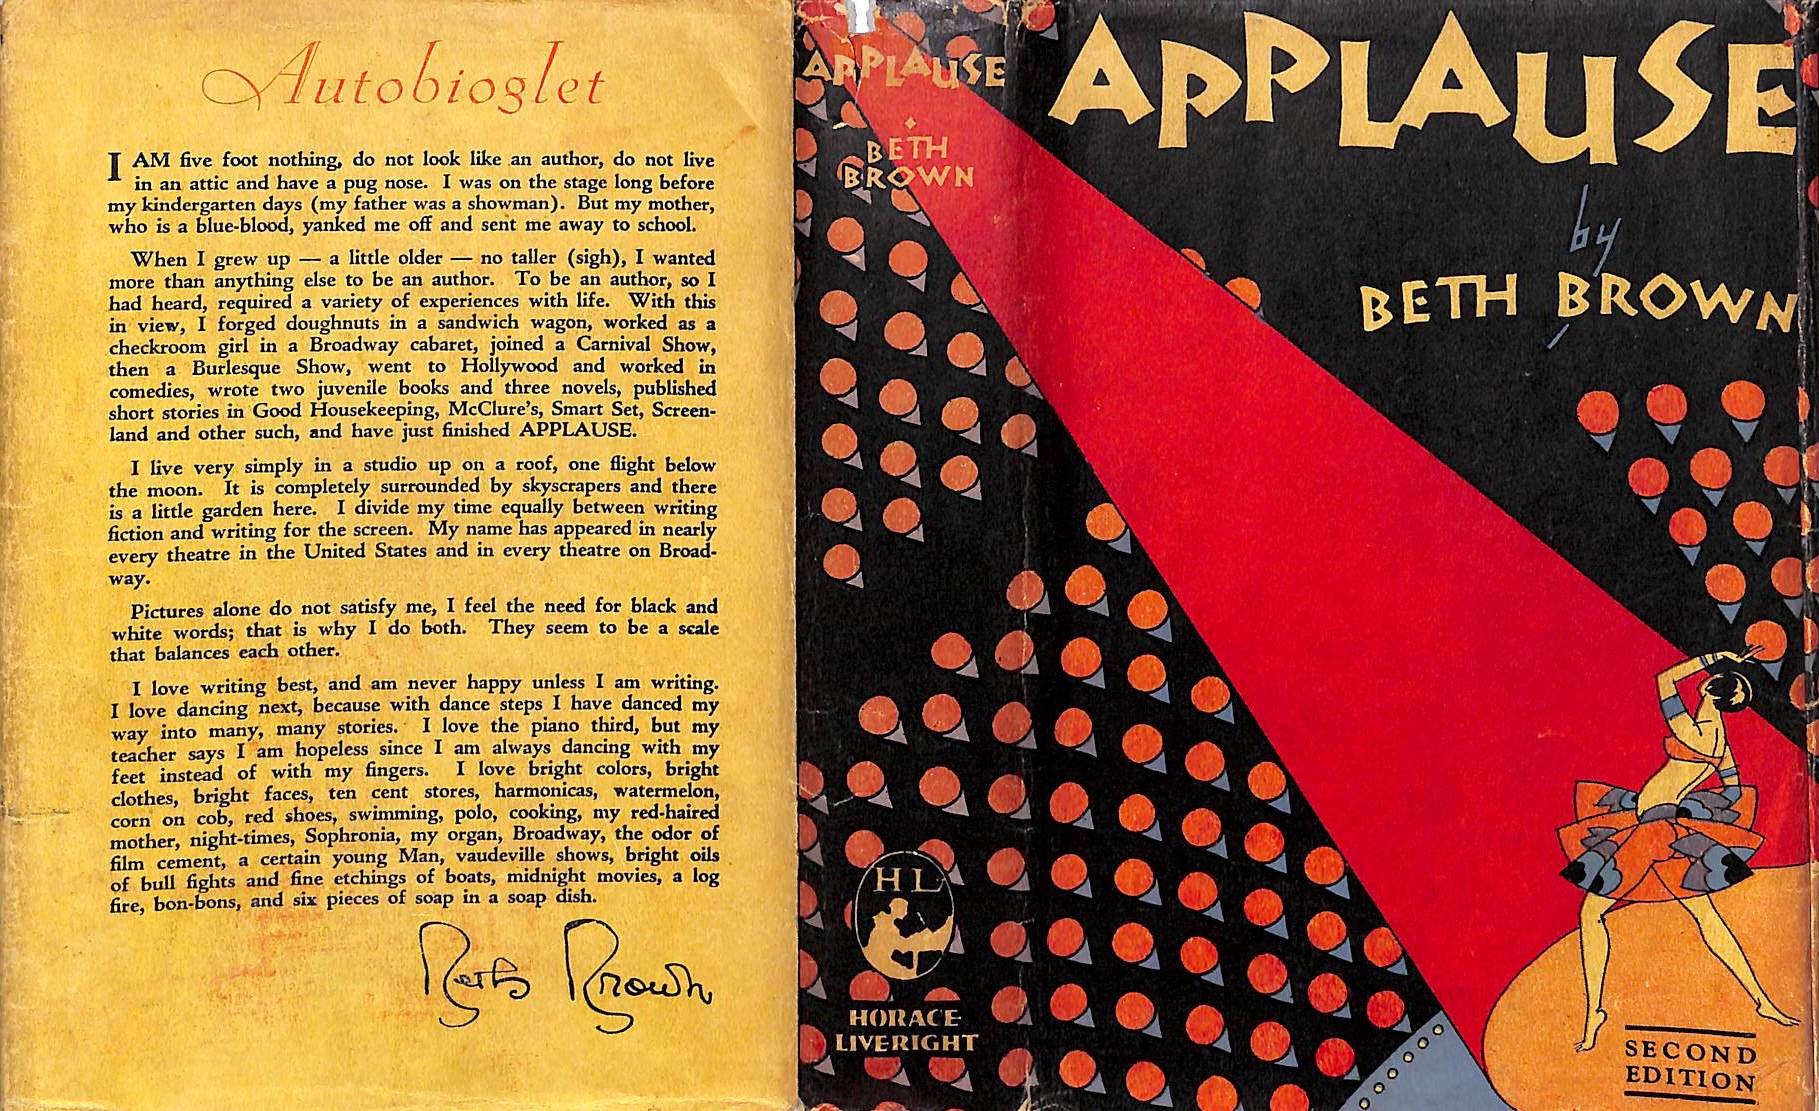 Autobioglet
I AM five foot nothing, do not look like an author, do not live
in an attic and have a pug nose. I was on the stage long before
my kindergarten days (my father was a showman). But my mother,
who is a blue-blood, yanked me off and sent me away to school.
When I grew up — a little older — no taller (sigh), I wanted
more than anything else to be an author. To be an author, so I
had heard, required a variety of experiences with life. With this
in view, I forged doughnuts in a sandwich wagon, worked as a
checkroom girl in a Broadway cabaret, joined a Carnival Show,
then a Burlesque Show, went to Hollywood and worked in
comedies, wrote two juvenile books and three novels, published
short stories in Good Housekeeping, McClure's, Smart Set, Screen-
land and other such, and have just finished APPLAUSE.
I live very simply in a studio up on a roof, one flight below
the moon. It is completely surrounded by skyscrapers and there
is a little garden here. I divide my time equally between writing
fiction and writing for the screen. My name has appeared in nearly
every theatre in the United States and in every theatre on Broad-
way.
Pictures alone do not satisfy me, I feel the need for black and
white words; that is why I do both. They seem to be a scale
that balances each other.
I love writing best, and am never happy unless I am writing.
I love dancing next, because with dance steps I have danced my
way into many, many stories. I love the piano third, but my
teacher says I am hopeless since I am always dancing with my
feet instead of with my fingers. I love bright colors, bright
clothes, bright faces, ten cent stores, harmonicas, watermelon,
corn on cob, red shoes, swimming, polo, cooking, my red-haired
mother, night-times, Sophronia, my organ, Broadway, the odor of
film cement, a certain young Man, vaudeville shows, bright oils
of bull fights and fine etchings of boats, midnight movies, a log
fire, bon-bons, and six pieces of soap in a soap dish.
Beth Brown
APPLAUSE
BETH
BROWN
HL
HORACE
LIVERIGHT
APPLAUSE
by
BETH BROWN
SECOND
EDITION